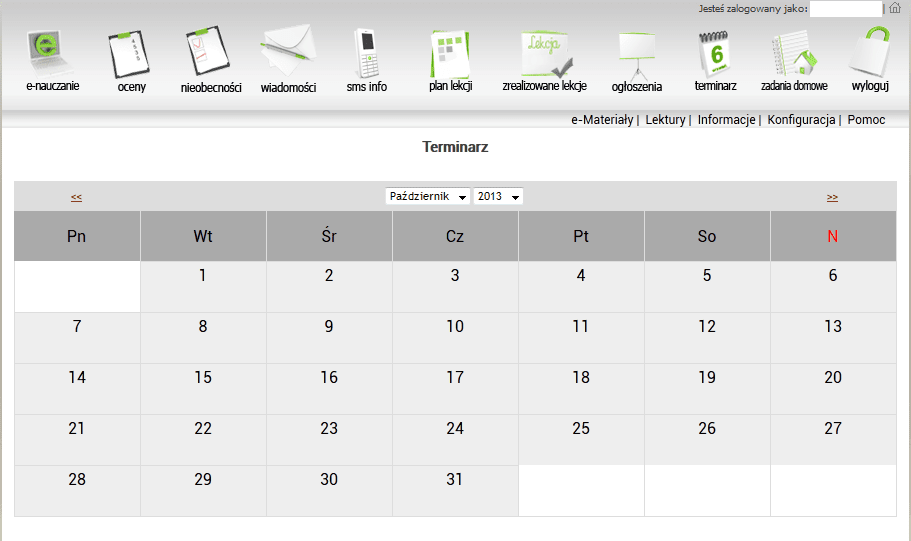 Jesteś zalogowany jako: |
e-nauczanie oceny nieobecności wiadomości sms info plan lekcji Lekcja zrealizowane lekcje ogłoszenia 6 terminarz zadania domowe wyloguj
e-Materiały | Lektury | Informacje | Konfiguracja | Pomoc
Terminarz
<< Październik 2013 >>
Pn Wt Śr Cz Pt So N
1 2 3 4 5 6
7 8 9 10 11 12 13
14 15 16 17 18 19 20
21 22 23 24 25 26 27
28 29 30 31